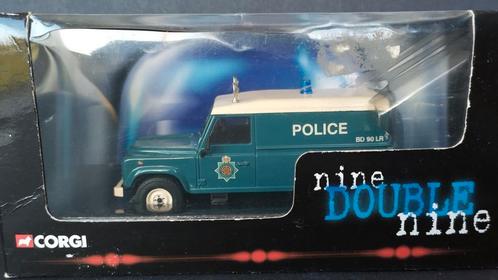 POLICE
BD 90 LR
nine
DOUBLE
nine
CORGI